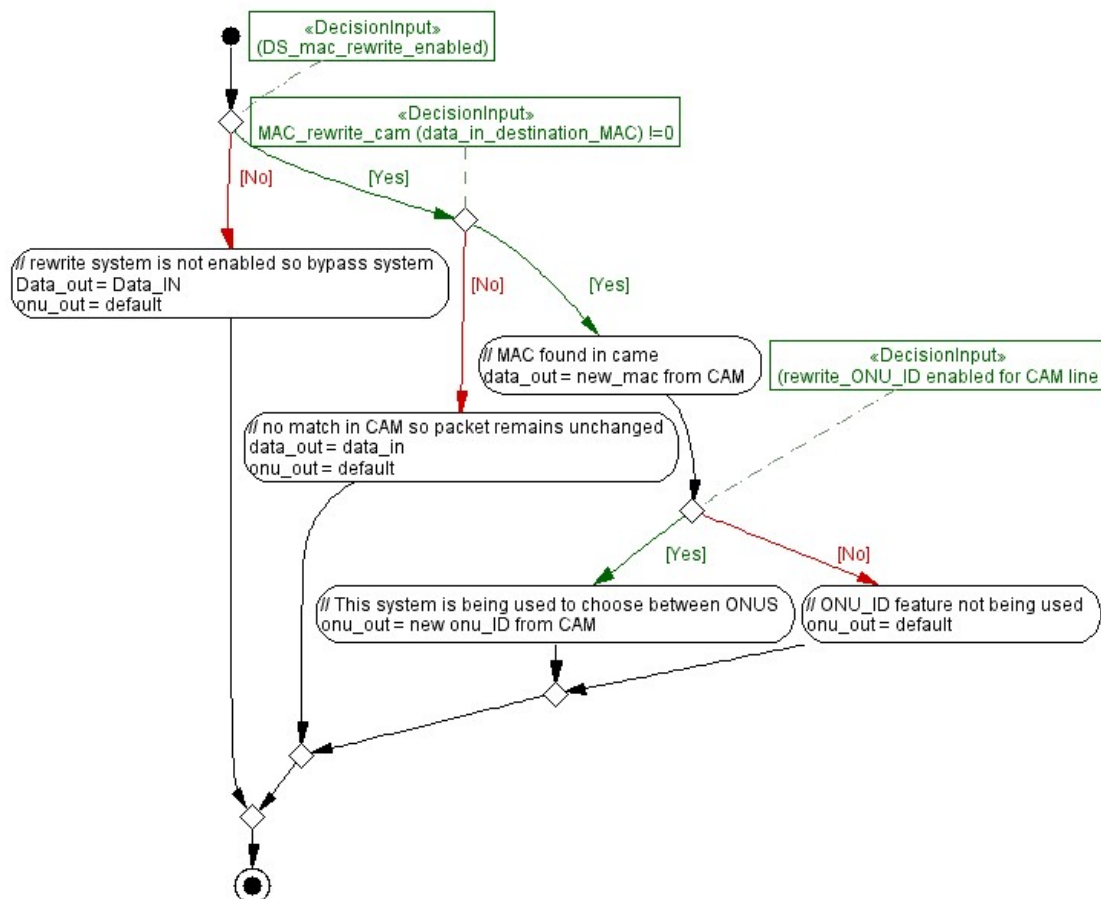 «DecisionInput»
(DS_mac_rewrite_enabled)
«DecisionInput»
MAC_rewrite_cam (data_in_destination_MAC) !=0
[No]
[Yes]
// rewrite system is not enabled so bypass system
Data_out = Data_IN
onu_out = default
[No]
[Yes]
// MAC found in came
data_out = new_mac from CAM
«DecisionInput»
(rewrite_ONU_ID enabled for CAM line
// no match in CAM so packet remains unchanged
data_out = data_in
onu_out = default
[Yes]
[No]
// This system is being used to choose between ONUS
onu_out = new onu_ID from CAM
// ONU_ID feature not being used
onu_out = default